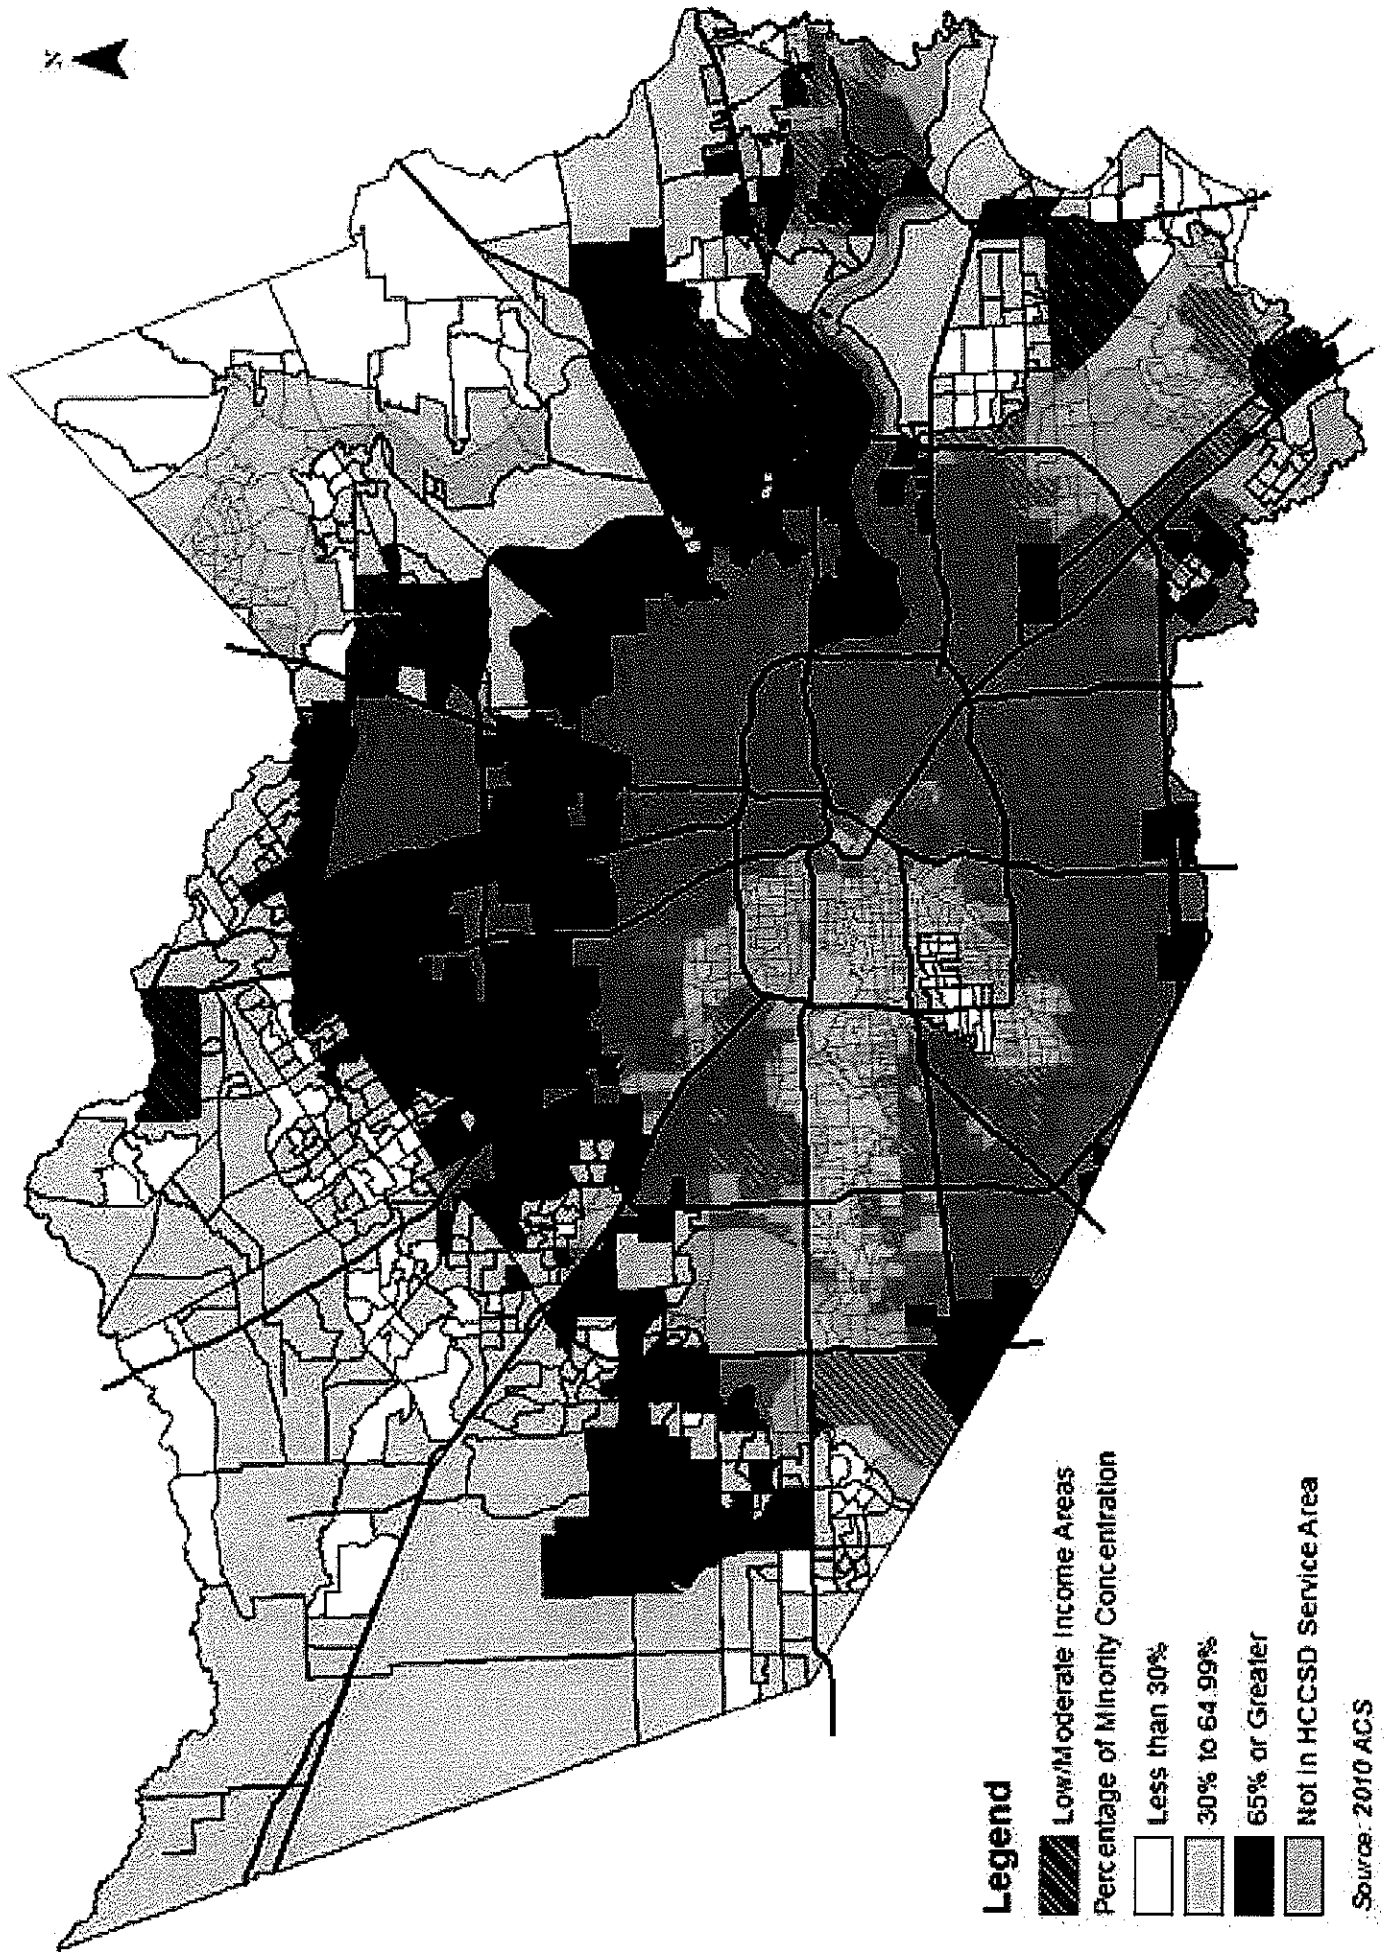 N
Legend
Low/Moderate Income Areas
Percentage of Minority Concentration
Less than 30%
30% to 64.99%
65% or Greater
Not in HCCSD Service Area
Source: 2010 ACS